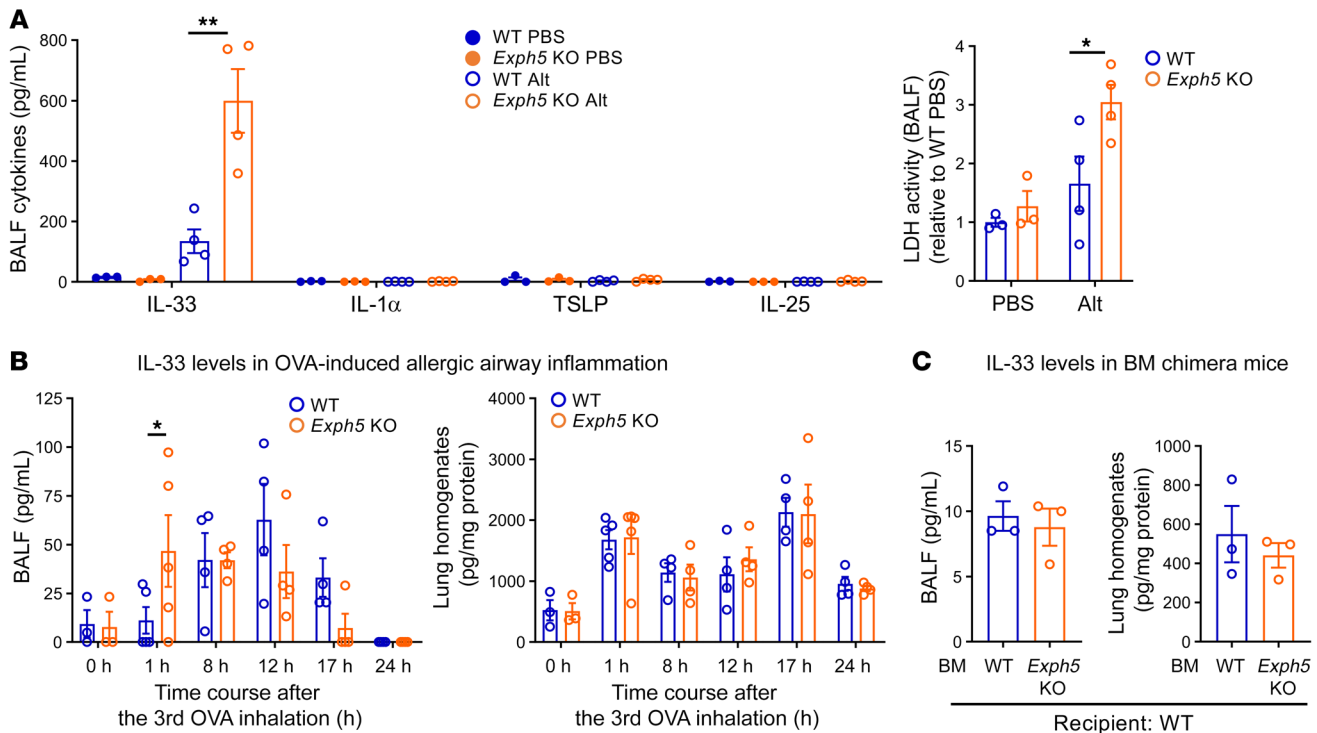 A
BALF cytokines (pg/mL)
800
600
400
200
0
**
IL-33
IL-1α
TSLP
IL-25
WT PBS
Exph5 KO PBS
WT Alt
Exph5 KO Alt
LDH activity (BALF)
(relative to WT PBS)
4
3
2
1
0
*
PBS
Alt
WT
Exph5 KO
B
IL-33 levels in OVA-induced allergic airway inflammation
BALF (pg/mL)
125
100
75
50
25
0
*
WT
Exph5 KO
0 h
1 h
8 h
12 h
17 h
24 h
Time course after
the 3rd OVA inhalation (h)
Lung homogenates
(pg/mg protein)
4000
3000
2000
1000
0
WT
Exph5 KO
0 h
1 h
8 h
12 h
17 h
24 h
Time course after
the 3rd OVA inhalation (h)
C
IL-33 levels in BM chimera mice
BALF (pg/mL)
15
10
5
0
BM
WT
Exph5
KO
Lung homogenates
(pg/mg protein)
1000
800
600
400
200
0
BM
WT
Exph5
KO
Recipient: WT